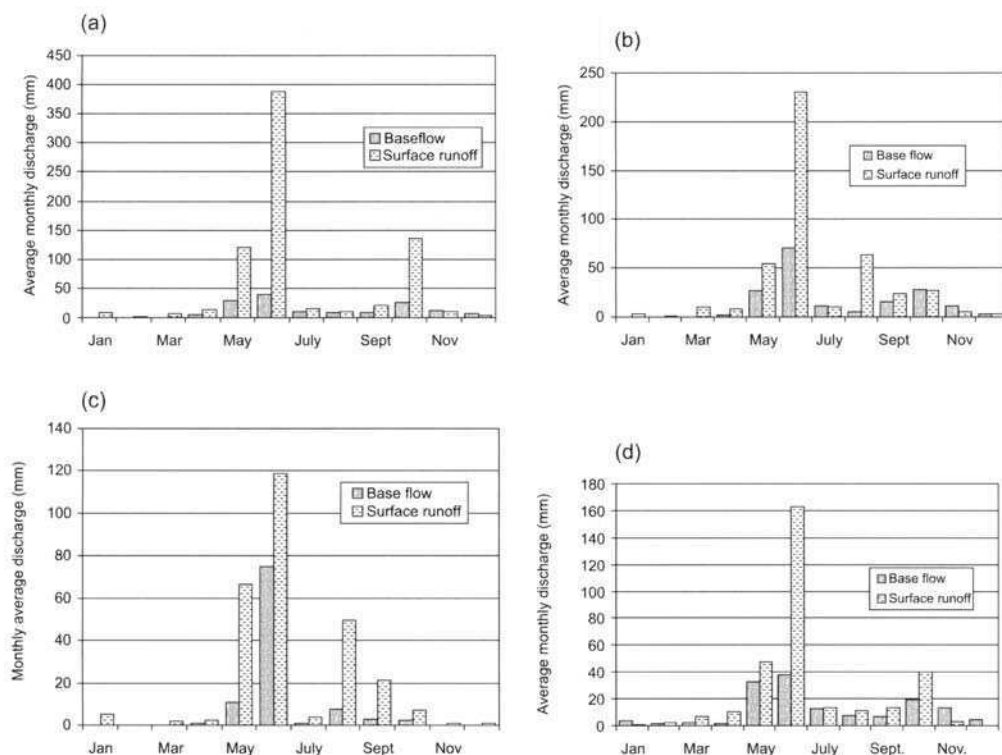 (a)
Average monthly discharge (mm)
450
400
350
300
250
200
150
100
50
0
Baseflow
Surface runoff
Jan Mar May July Sept Nov
(b)
Average monthly discharge (mm)
250
200
150
100
50
0
Base flow
Surface runoff
Jan Mar May July Sept Nov
(c)
Monthly average discharge (mm)
140
120
100
80
60
40
20
0
Base flow
Surface runoff
Jan Mar May July Sept Nov
(d)
Average monthly discharge (mm)
180
160
140
120
100
80
60
40
20
0
Base flow
Surface runoff
Jan Mar May July Sept. Nov.